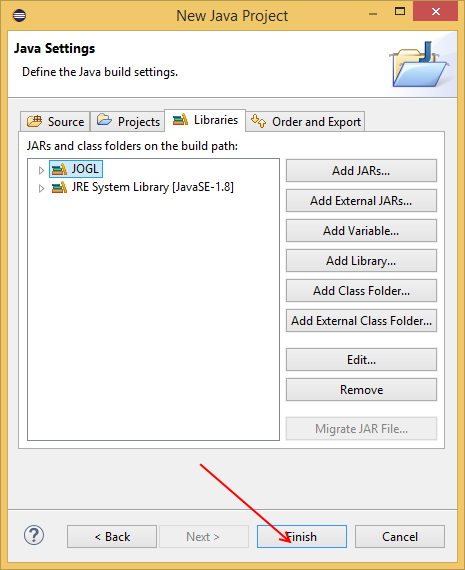 New Java Project
Java Settings
Define the Java build settings.
Source Projects Libraries Order and Export
JARs and class folders on the build path:
JOGL
JRE System Library [JavaSE-1.8]
Add JARs...
Add External JARs...
Add Variable...
Add Library...
Add Class Folder...
Add External Class Folder...
Edit...
Remove
Migrate JAR File...
? < Back Next > Finish Cancel